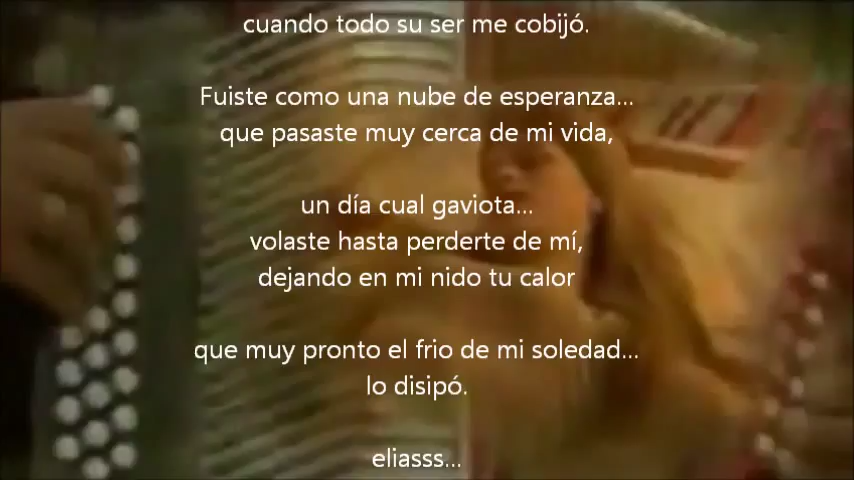 cuando todo su ser me cobijó.
Fuiste como una nube de esperanza...
que pasaste muy cerca de mi vida,
un día cual gaviota...
volaste hasta perderte de mí,
dejando en mi nido tu calor
que muy pronto el frio de mi soledad...
lo disipó.
eliasss...